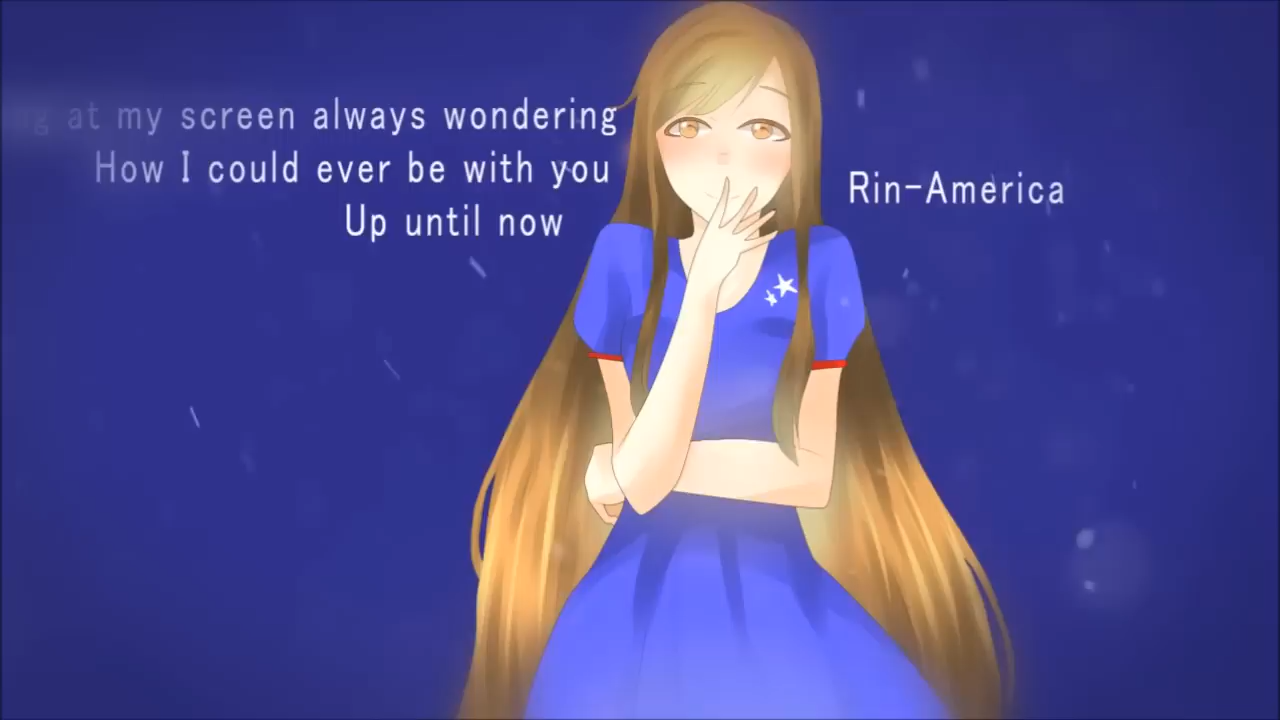 at my screen always wondering
How I could ever be with you
Up until now
Rin-America